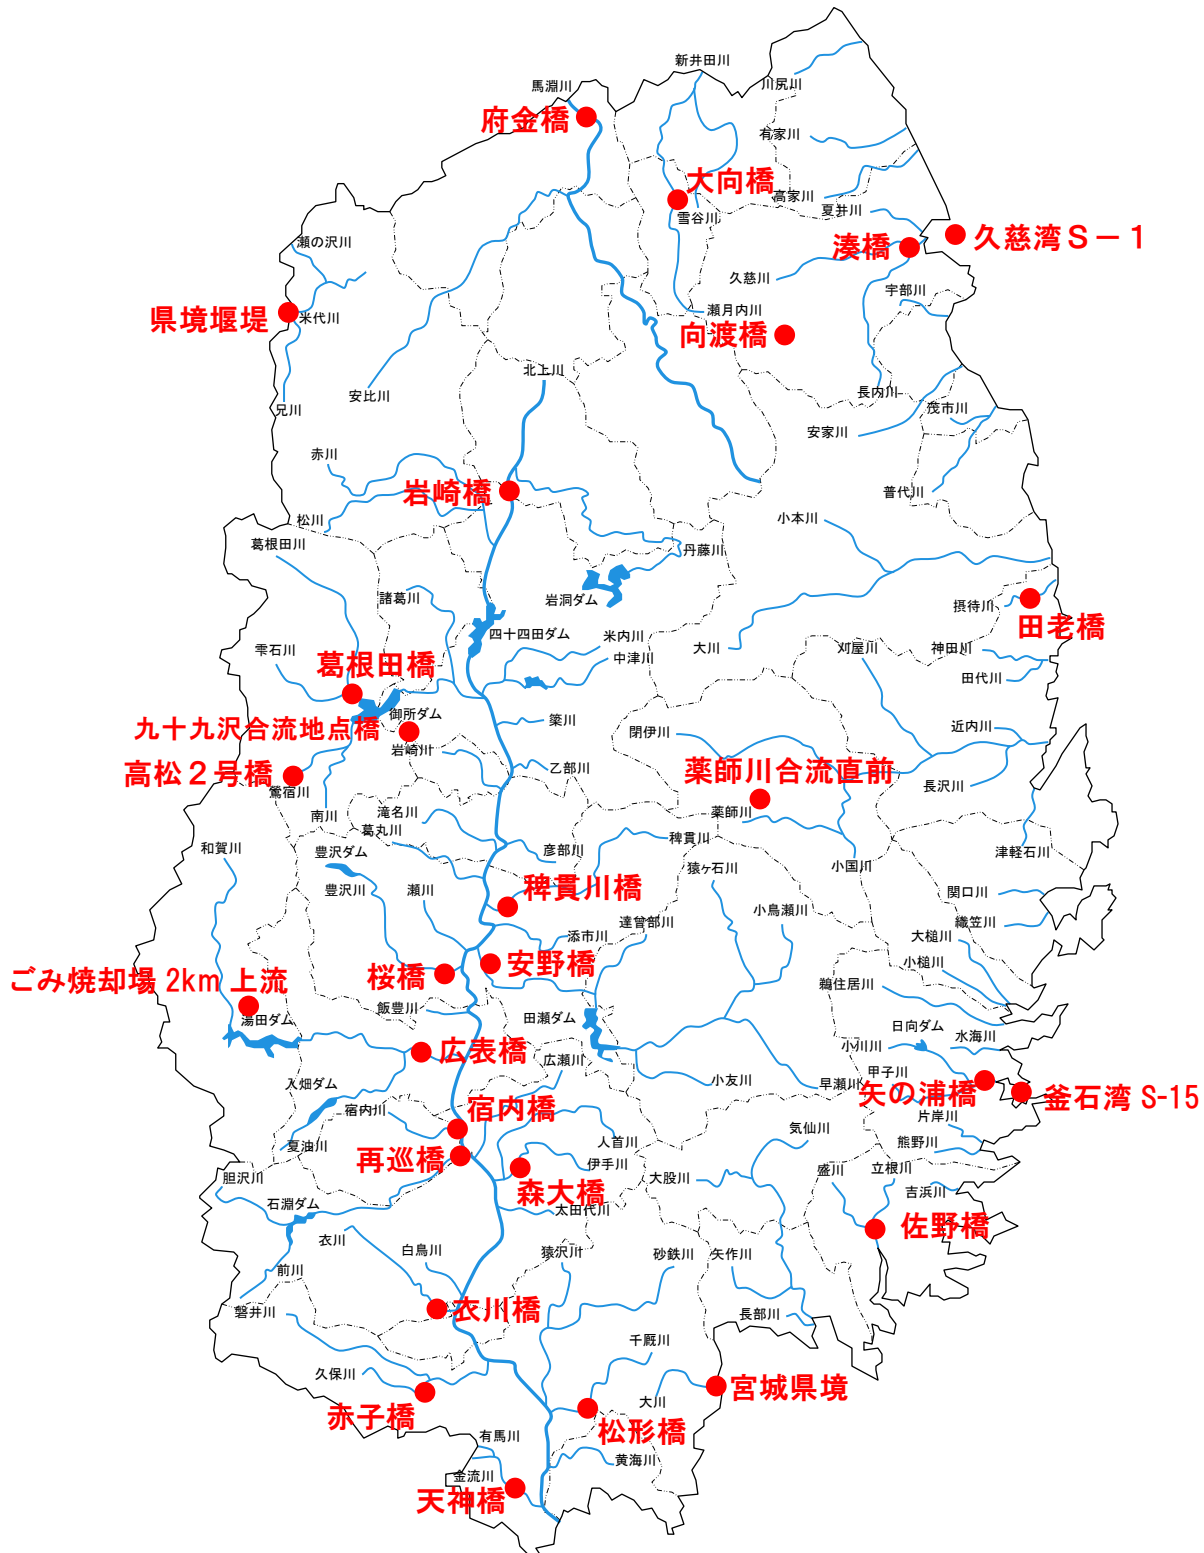 新井田川
馬淵川
川尻川
府金橋
有家川
大向橋
高家川
雪谷川
夏井川
久慈湾S－1
湊橋
瀬の沢川
久慈川
宇部川
県境堰堤
米代川
瀬月内川
向渡橋
北上川
安比川
長内川
兄川
茂市川
安家川
赤川
岩崎橋
普代川
松川
小本川
葛根田川
丹藤川
諸葛川
岩洞ダム
摂待川
田老橋
四十四田ダム
米内川
雫石川
大川
刈屋川
神田川
中津川
葛根田橋
田代川
御所ダム
九十九沢合流地点橋
簗川
閉伊川
近内川
岩崎川
高松２号橋
乙部川
薬師川合流直前
鶯宿川
長沢川
南川
滝名川
薬師川
葛丸川
稗貫川
和賀川
豊沢ダム
彦部川
猿ヶ石川
小国川
津軽石川
豊沢川
瀬川
稗貫川橋
関口川
小烏瀬川
達曾部川
織笠川
添市川
大槌川
安野橋
小槌川
ごみ焼却場 2km 上流
桜橋
鵜住居川
飯豊川
湯田ダム
田瀬ダム
日向ダム
水海川
広表橋
広瀬川
小川川
甲子川
入畑ダム
小友川
早瀬川
矢の浦橋
釜石湾 S-15
宿内川
宿内橋
片岸川
気仙川
夏油川
再巡橋
人首川
熊野川
伊手川
胆沢川
大股川
盛川
立根川
森大橋
吉浜川
石淵ダム
太田代川
佐野橋
衣川
白鳥川
猿沢川
砂鉄川
矢作川
前川
磐井川
衣川橋
長部川
千厩川
久保川
宮城県境
赤子橋
大川
松形橋
有馬川
黄海川
金流川
天神橋